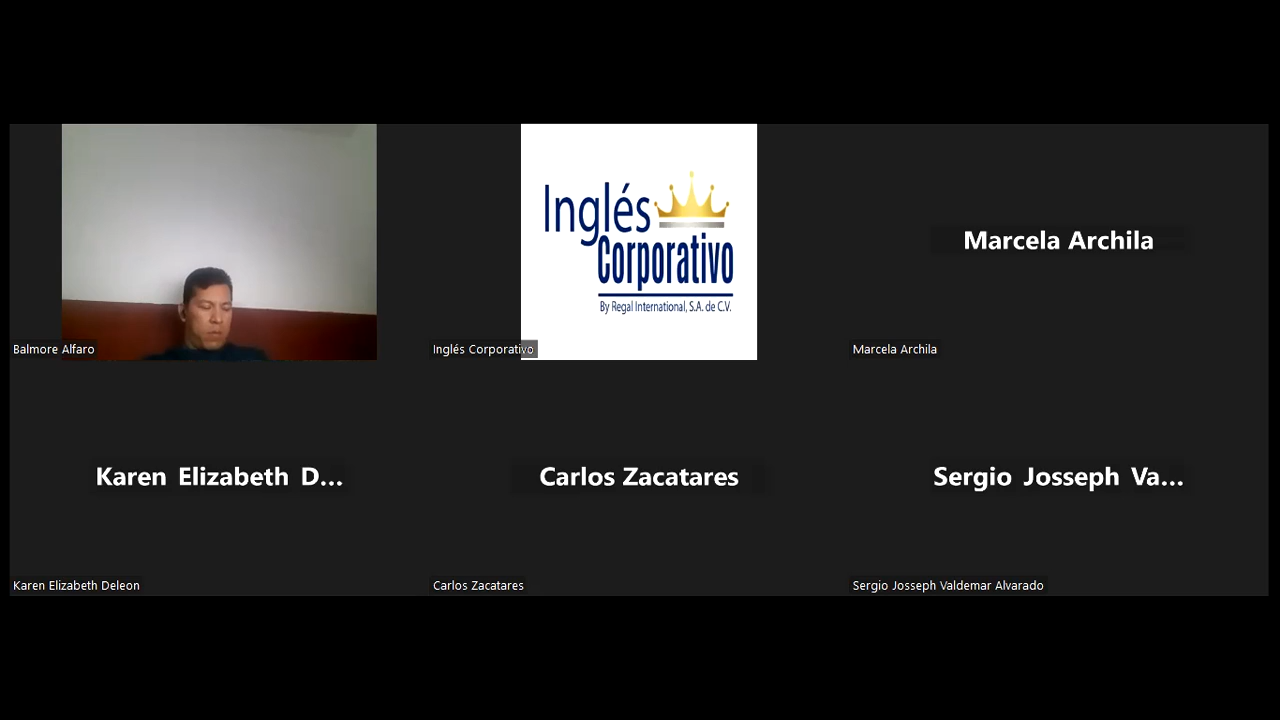 Inglés
Corporativo
By Regal International, S.A. de C.V.
Marcela Archila
Balmore Alfaro
Inglés Corporativo
Marcela Archila
Karen Elizabeth D...
Carlos Zacatares
Sergio Josseph Va...
Karen Elizabeth Deleon
Carlos Zacatares
Sergio Josseph Valdemar Alvarado